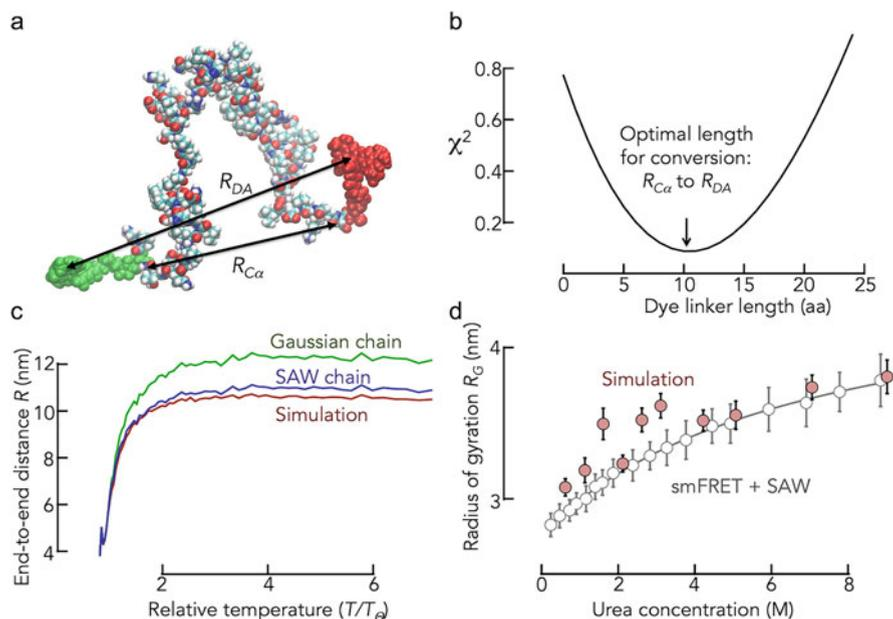 a
R_DA
R_Cα
b
χ²
0.8
0.6
0.4
0.2
Optimal length
for conversion:
R_Cα to R_DA
0 5 10 15 20 25
Dye linker length (aa)
c
End-to-end distance R (nm)
12
10
8
6
4
Gaussian chain
SAW chain
Simulation
2 4 6
Relative temperature (T/T_Θ)
d
Radius of gyration R_G (nm)
4
3
Simulation
smFRET + SAW
0 2 4 6 8
Urea concentration (M)